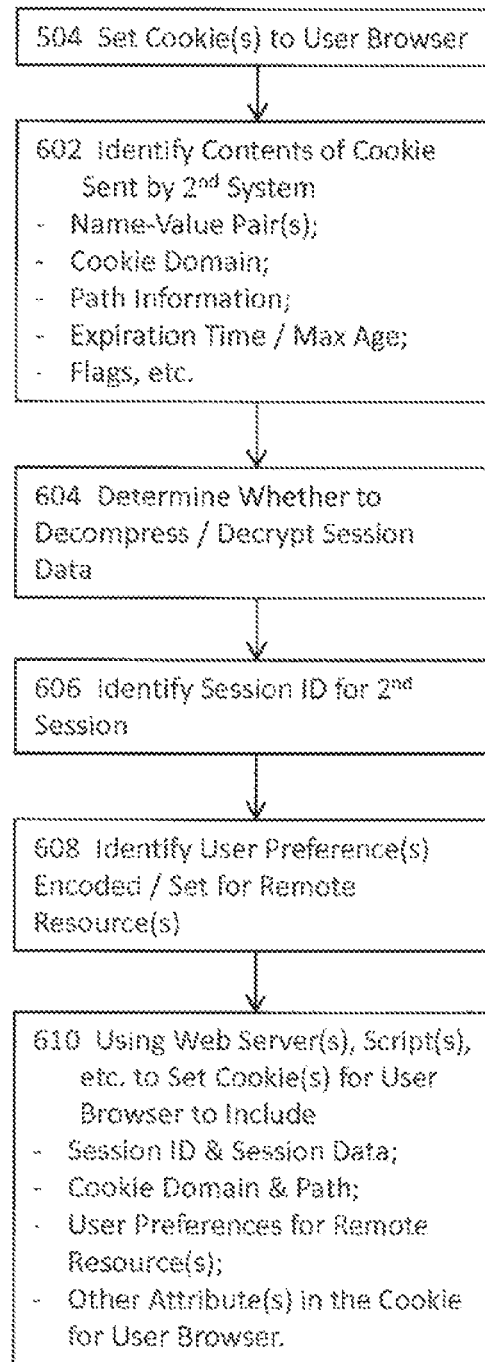 504 Set Cookie(s) to User Browser
602 Identify Contents of Cookie
Sent by 2nd System
- Name-Value Pair(s);
- Cookie Domain;
- Path Information;
- Expiration Time / Max Age;
- Flags, etc.
604 Determine Whether to
Decompress / Decrypt Session
Data
606 Identify Session ID for 2nd
Session
608 Identify User Preference(s)
Encoded / Set for Remote
Resource(s)
610 Using Web Server(s), Script(s),
etc. to Set Cookie(s) for User
Browser to Include
- Session ID & Session Data;
- Cookie Domain & Path;
- User Preferences for Remote
Resource(s);
- Other Attribute(s) in the Cookie
for User Browser.